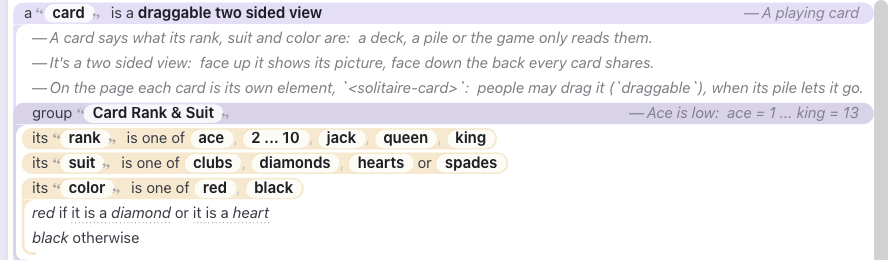 a “ card ” is a draggable two sided view — A playing card
— A card says what its rank, suit and color are: a deck, a pile or the game only reads them.
— It's a two sided view: face up it shows its picture, face down the back every card shares.
— On the page each card is its own element, `<solitaire-card>`: people may drag it (`draggable`), when its pile lets it go.
group “ Card Rank & Suit ” — Ace is low: ace = 1 ... king = 13
its “ rank ” is one of ace , 2 ... 10 , jack , queen , king
its “ suit ” is one of clubs , diamonds , hearts or spades
its “ color ” is one of red , black
red if it is a diamond or it is a heart
black otherwise